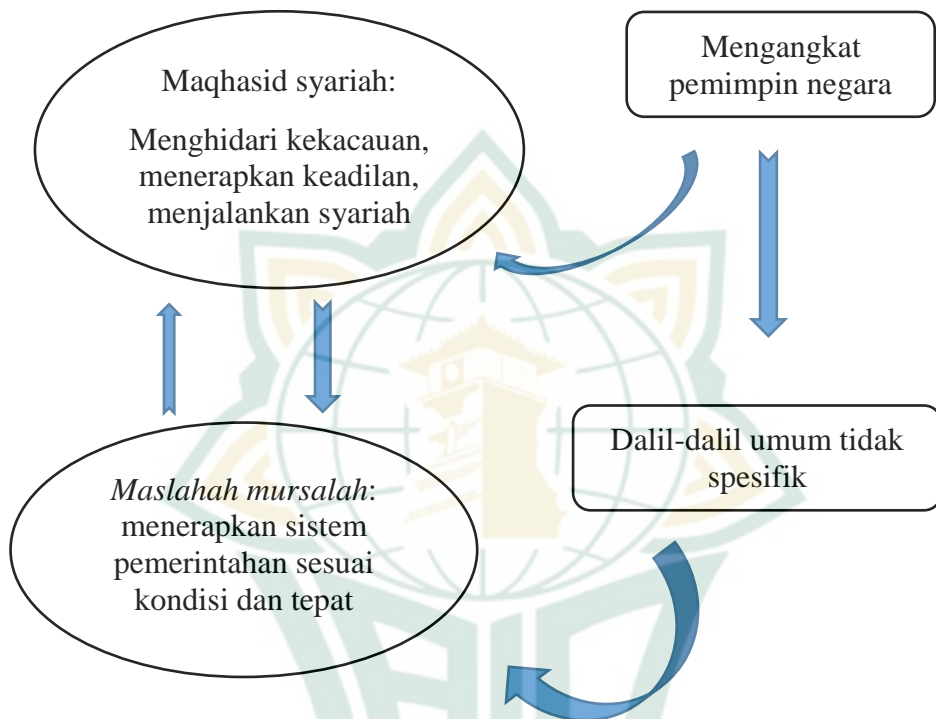 Maqhasid syariah:
Menghidari kekacauan,
menerapkan keadilan,
menjalankan syariah
Mengangkat
pemimpin negara
Maslahah mursalah:
menerapkan sistem
pemerintahan sesuai
kondisi dan tepat
Dalil-dalil umum tidak
spesifik